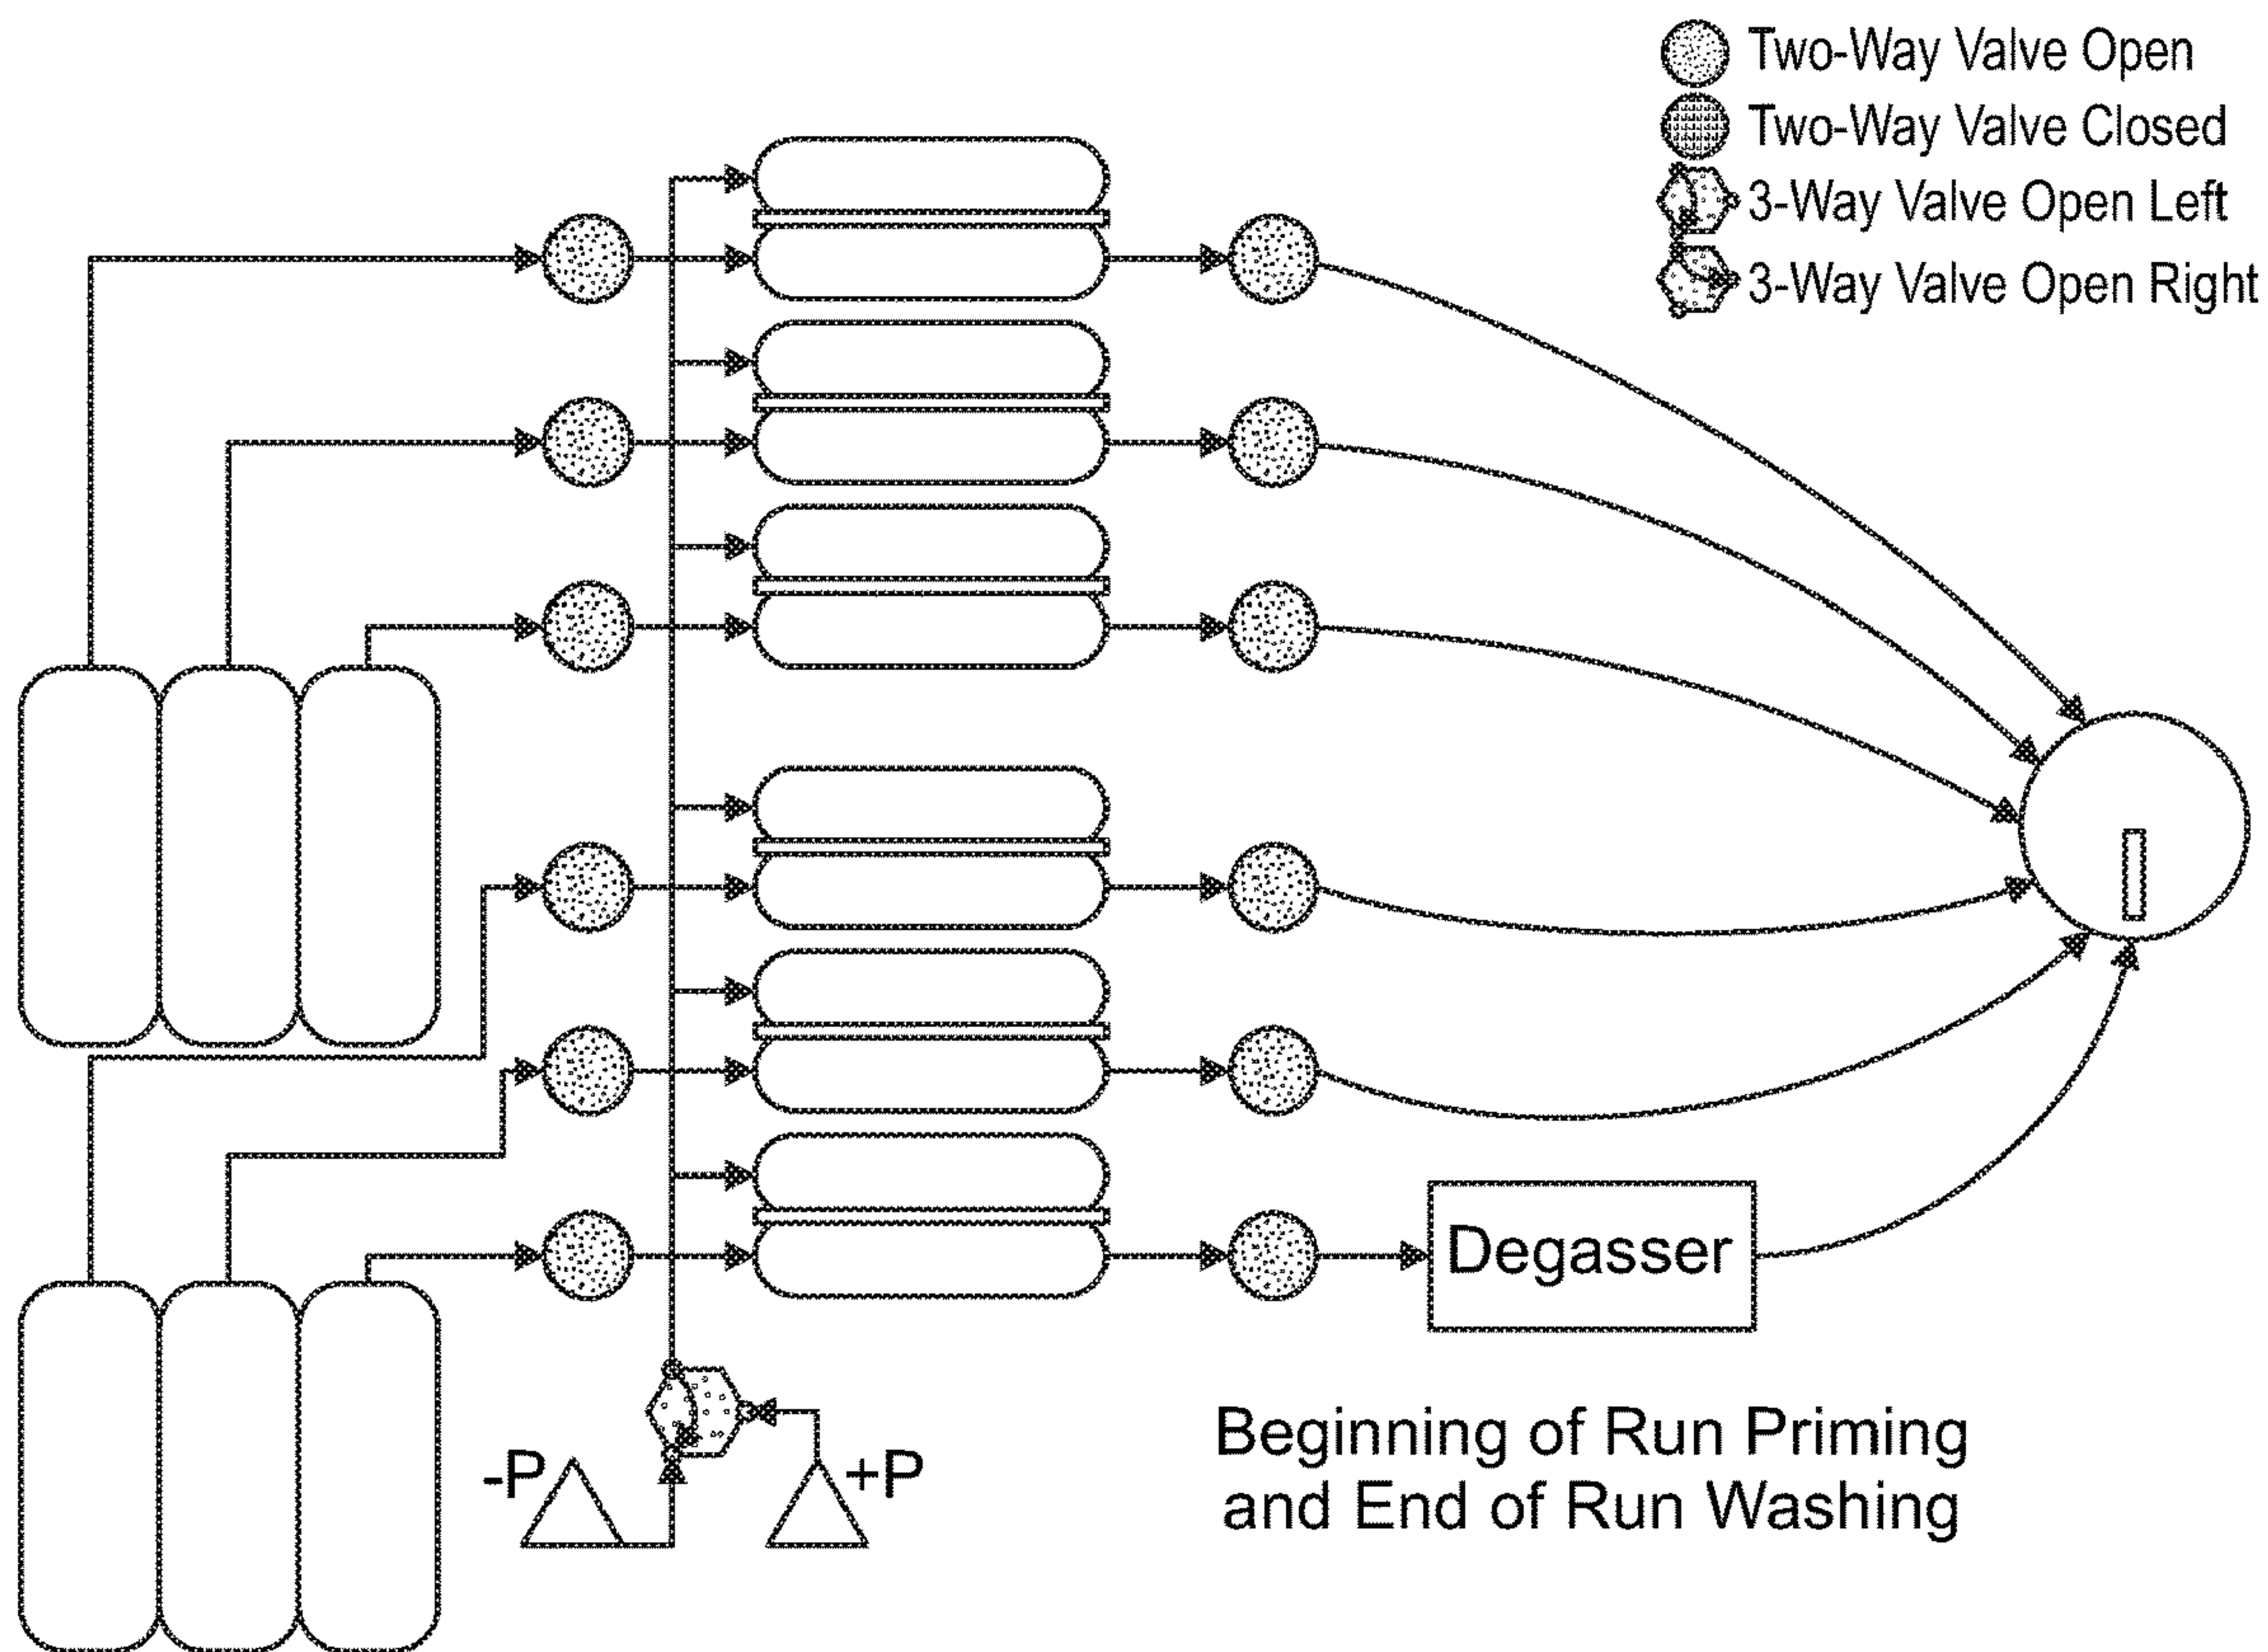 Two-Way Valve Open
Two-Way Valve Closed
3-Way Valve Open Left
3-Way Valve Open Right
Degasser
-P
+P
Beginning of Run Priming
and End of Run Washing